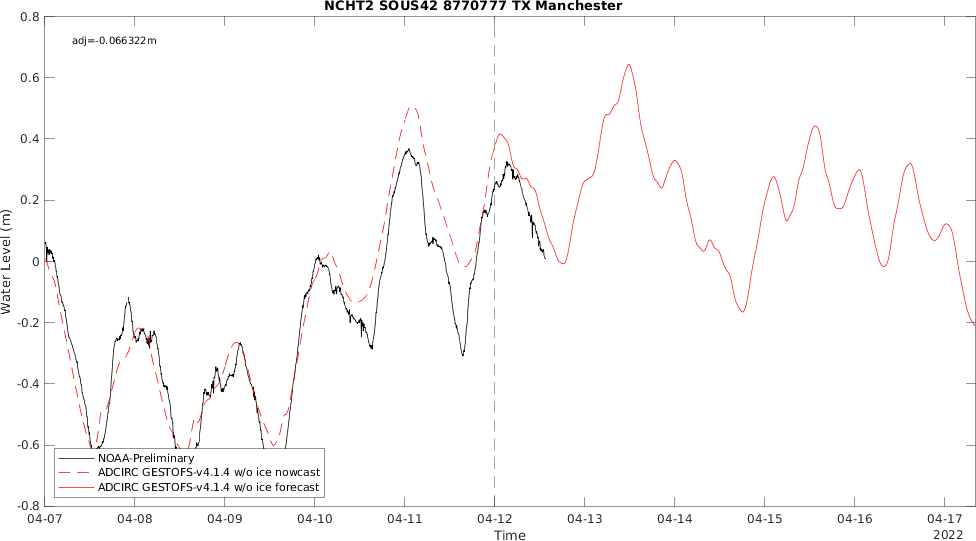 NCHT2 SOUS42 8770777 TX Manchester
adj=-0.066322m
0.8
0.6
0.4
0.2
0
-0.2
-0.4
-0.6
-0.8
Water Level (m)
NOAA-Preliminary
ADCIRC GESTOFS-v4.1.4 w/o ice nowcast
ADCIRC GESTOFS-v4.1.4 w/o ice forecast
04-07 04-08 04-09 04-10 04-11 04-12 04-13 04-14 04-15 04-16 04-17
Time
2022